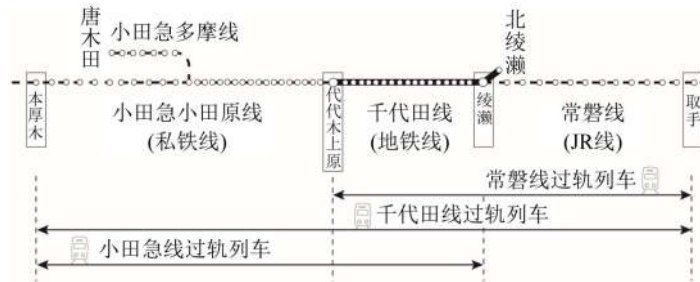 唐木田
小田急多摩线
北绫濑
本厚木
小田急小田原线
(私铁线)
代代木上原
千代田线
(地铁线)
绫濑
常磐线
(JR线)
取手
常磐线过轨列车
千代田线过轨列车
小田急线过轨列车